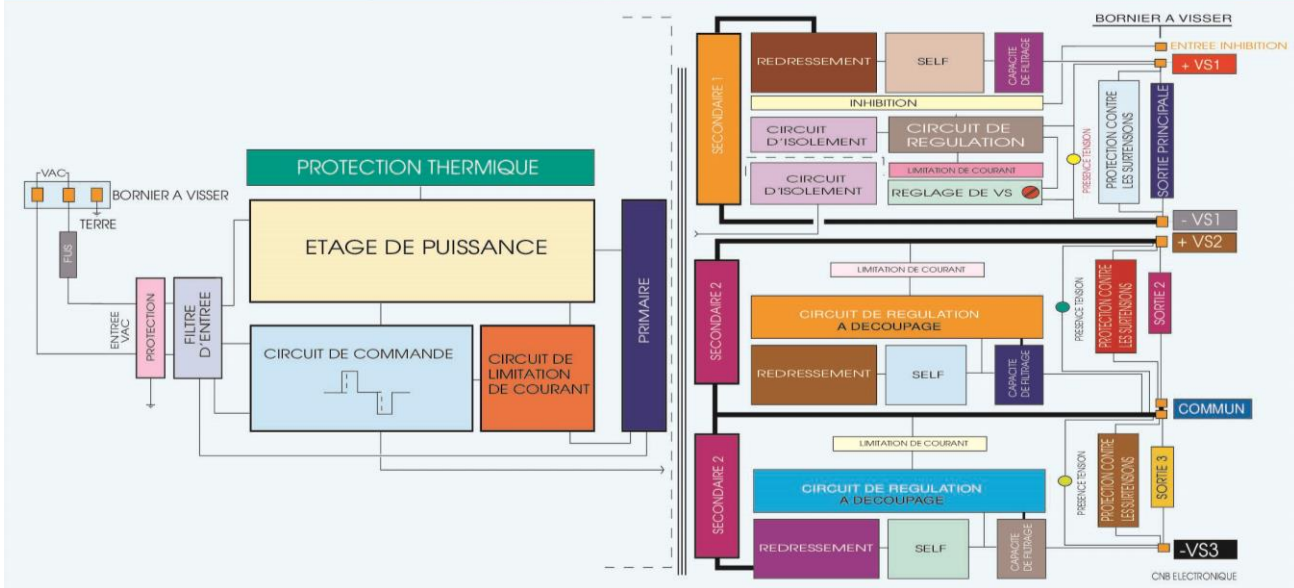 VAC
BORNIER A VISSER
TERRE
FUS
ENTREE
VAC
PROTECTION
FILTRE
D'ENTREE
PROTECTION THERMIQUE
ETAGE DE PUISSANCE
CIRCUIT DE COMMANDE
CIRCUIT DE
LIMITATION
DE COURANT
PRIMAIRE
BORNIER A VISSER
ENTREE INHIBITION
SECONDAIRE 1
REDRESSEMENT
SELF
CAPACITE
DE FILTRAGE
+ VS1
INHIBITION
CIRCUIT
D'ISOLEMENT
CIRCUIT DE
REGULATION
LIMITATION DE COURANT
CIRCUIT
D'ISOLEMENT
REGLAGE DE VS
PRESENCE TENSION
PROTECTION CONTRE
LES SURTENSIONS
SORTIE PRINCIPALE
- VS1
+ VS2
SECONDAIRE 2
LIMITATION DE COURANT
CIRCUIT DE REGULATION
A DECOUPAGE
REDRESSEMENT
SELF
CAPACITE
DE FILTRAGE
PRESENCE TENSION
PROTECTION CONTRE
LES SURTENSIONS
SORTIE 2
COMMUN
SECONDAIRE 2
LIMITATION DE COURANT
CIRCUIT DE REGULATION
A DECOUPAGE
REDRESSEMENT
SELF
CAPACITE
DE FILTRAGE
PRESENCE TENSION
PROTECTION CONTRE
LES SURTENSIONS
SORTIE 3
-VS3
CNB ELECTRONIQUE